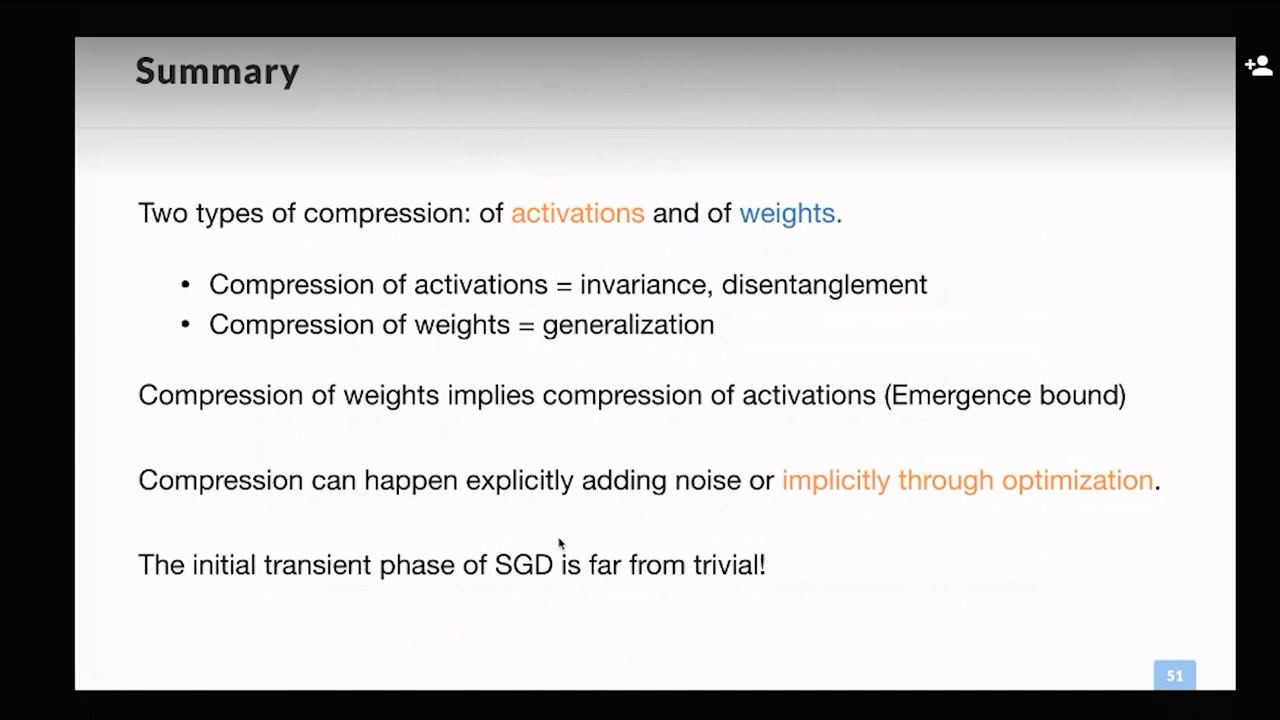 Summary
Two types of compression: of activations and of weights.
• Compression of activations = invariance, disentanglement
• Compression of weights = generalization
Compression of weights implies compression of activations (Emergence bound)
Compression can happen explicitly adding noise or implicitly through optimization.
The initial transient phase of SGD is far from trivial!
51